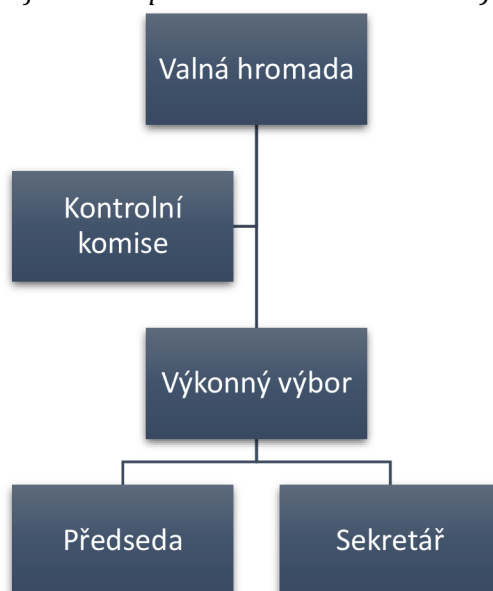 Valná hromada
Kontrolní
komise
Výkonný výbor
Předseda
Sekretář